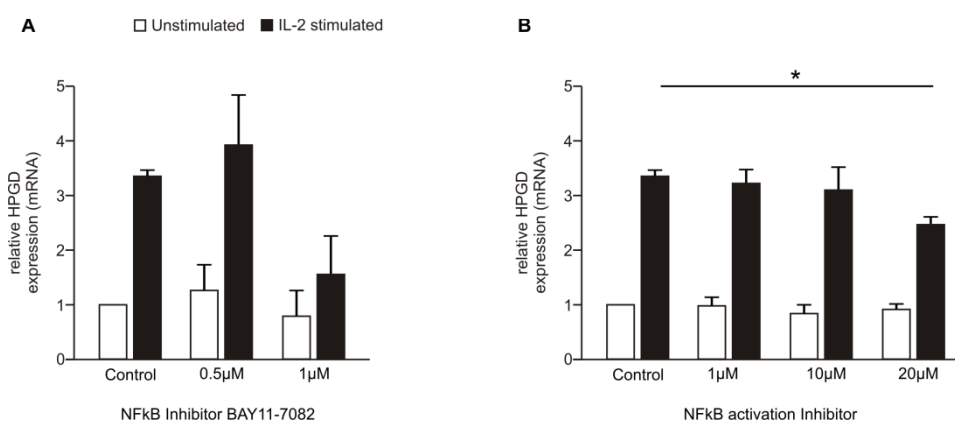 A
Unstimulated
IL-2 stimulated
relative HPGD
expression (mRNA)
5
4
3
2
1
0
Control
0.5µM
1µM
NFkB Inhibitor BAY11-7082
B
*
relative HPGD
expression (mRNA)
5
4
3
2
1
0
Control
1µM
10µM
20µM
NFkB activation Inhibitor